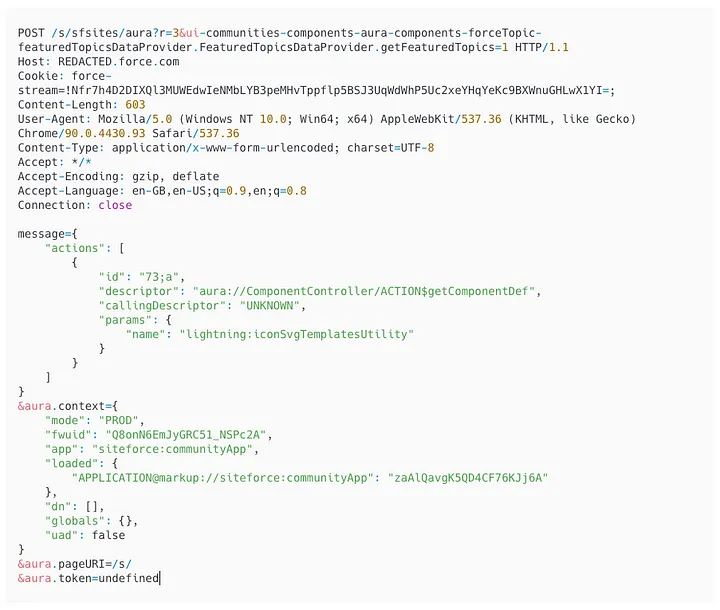 POST /s/sfsites/aura?r=3&ui-communities-components-aura-components-forceTopic-
featuredTopicsDataProvider.FeaturedTopicsDataProvider.getFeaturedTopics=1 HTTP/1.1
Host: REDACTED.force.com
Cookie: force-
stream=!Nfr7h4D2DIXQl3MUWEdwIeNMbLYB3peMHvTppflp5BSJ3UqWdWhP5Uc2xeYHqYeKc9BXWnuGHLwX1YI=;
Content-Length: 603
User-Agent: Mozilla/5.0 (Windows NT 10.0; Win64; x64) AppleWebKit/537.36 (KHTML, like Gecko)
Chrome/90.0.4430.93 Safari/537.36
Content-Type: application/x-www-form-urlencoded; charset=UTF-8
Accept: */*
Accept-Encoding: gzip, deflate
Accept-Language: en-GB,en-US;q=0.9,en;q=0.8
Connection: close
message={
"actions": [
{
"id": "73;a",
"descriptor": "aura://ComponentController/ACTION$getComponentDef",
"callingDescriptor": "UNKNOWN",
"params": {
"name": "lightning:iconSvgTemplatesUtility"
}
}
]
}
&aura.context={
"mode": "PROD",
"fwuid": "Q8onN6EmJyGRC51_NSPc2A",
"app": "siteforce:communityApp",
"loaded": {
"APPLICATION@markup://siteforce:communityApp": "zaAlQavgK5QD4CF76KJj6A"
},
"dn": [],
"globals": {},
"uad": false
}
&aura.pageURI=/s/
&aura.token=undefined